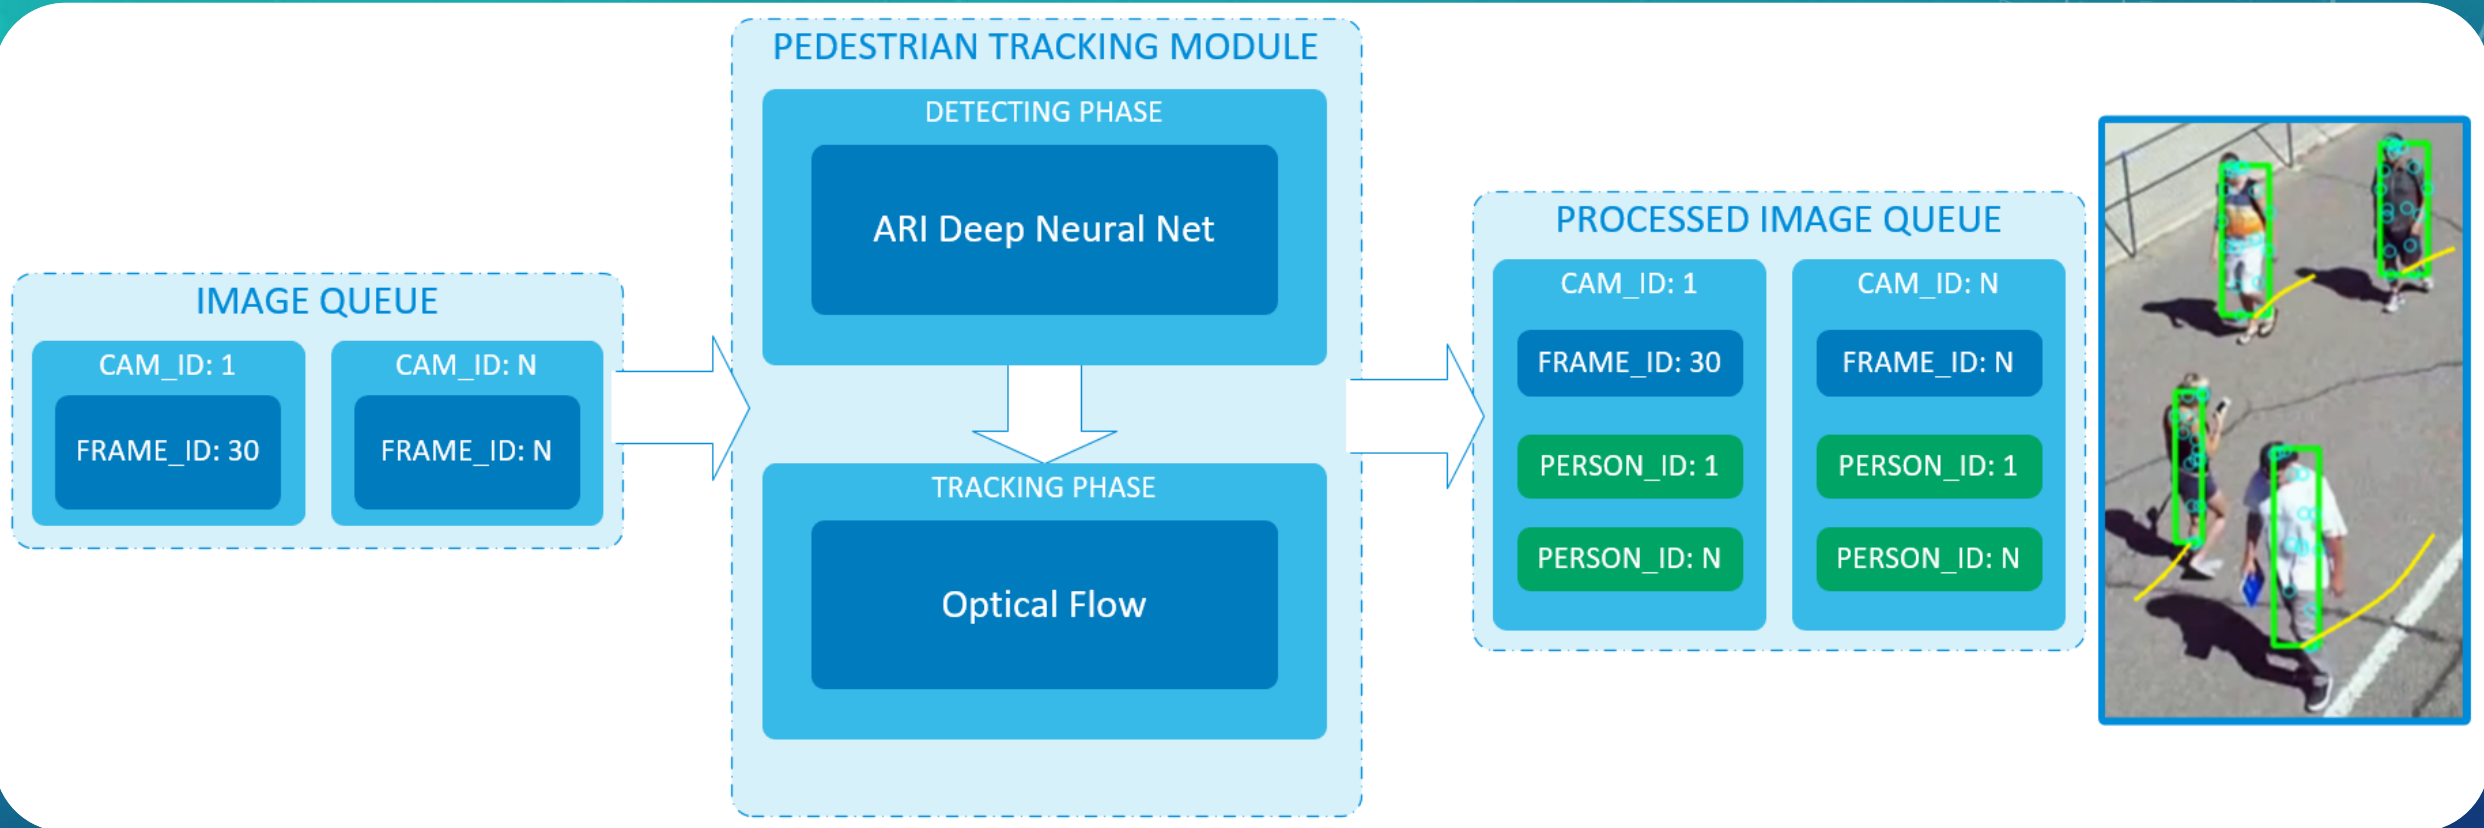 IMAGE QUEUE
CAM_ID: 1
FRAME_ID: 30
CAM_ID: N
FRAME_ID: N
PEDESTRIAN TRACKING MODULE
DETECTING PHASE
ARI Deep Neural Net
TRACKING PHASE
Optical Flow
PROCESSED IMAGE QUEUE
CAM_ID: 1
FRAME_ID: 30
PERSON_ID: 1
PERSON_ID: N
CAM_ID: N
FRAME_ID: N
PERSON_ID: 1
PERSON_ID: N